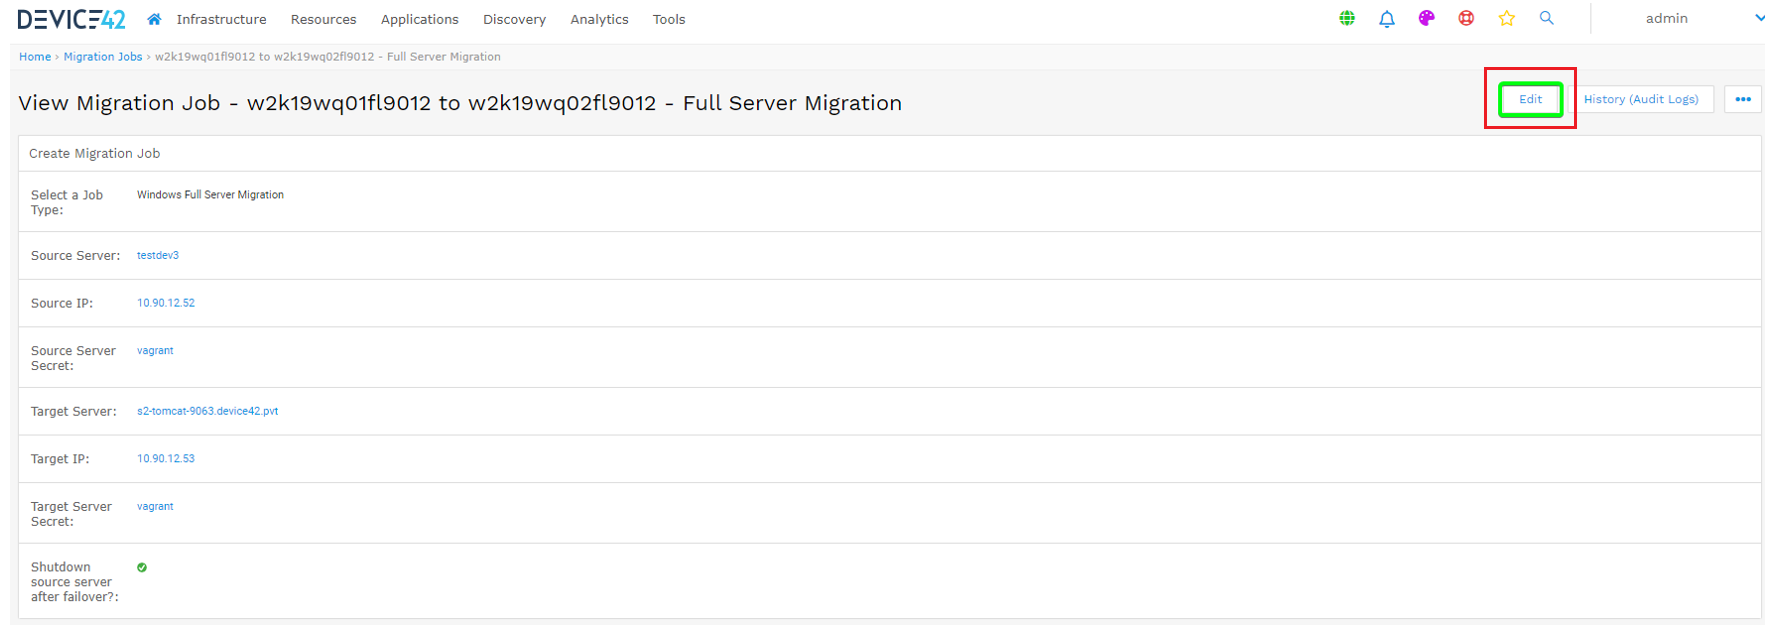 DEVICE42 Infrastructure Resources Applications Discovery Analytics Tools admin
Home › Migration Jobs › w2k19wq01fl9012 to w2k19wq02fl9012 - Full Server Migration
View Migration Job - w2k19wq01fl9012 to w2k19wq02fl9012 - Full Server Migration
Edit
History (Audit Logs)
Create Migration Job
Select a Job
Type:
Windows Full Server Migration
Source Server: testdev3
Source IP: 10.90.12.52
Source Server
Secret:
vagrant
Target Server: s2-tomcat-9063.device42.pvt
Target IP: 10.90.12.53
Target Server
Secret:
vagrant
Shutdown
source server
after failover?: